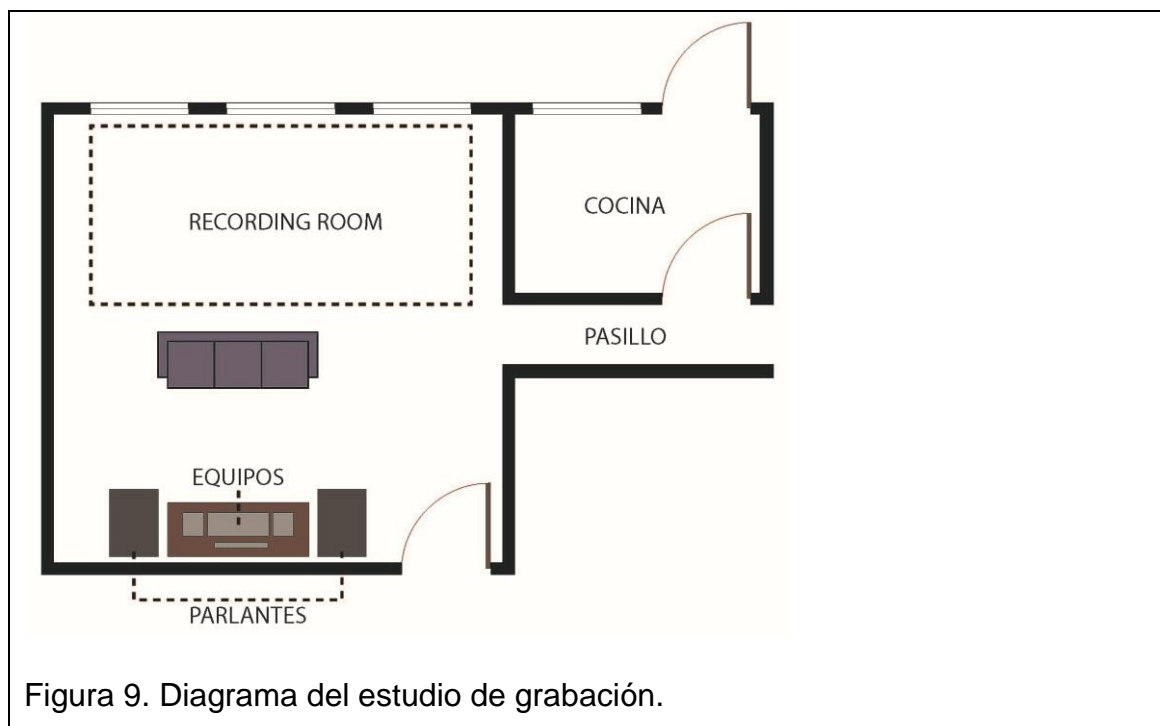 RECORDING ROOM
COCINA
PASILLO
EQUIPOS
PARLANTES
Figura 9. Diagrama del estudio de grabación.